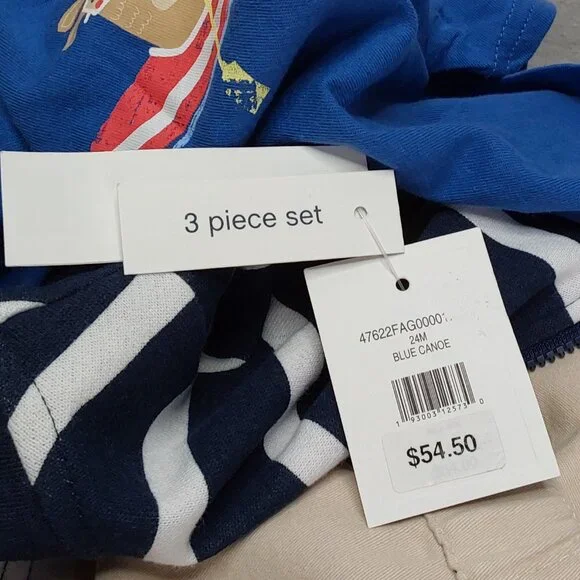 3 piece set
47622FAG00001
24M
BLUE CANOE
1 93003 12573 0
$54.50